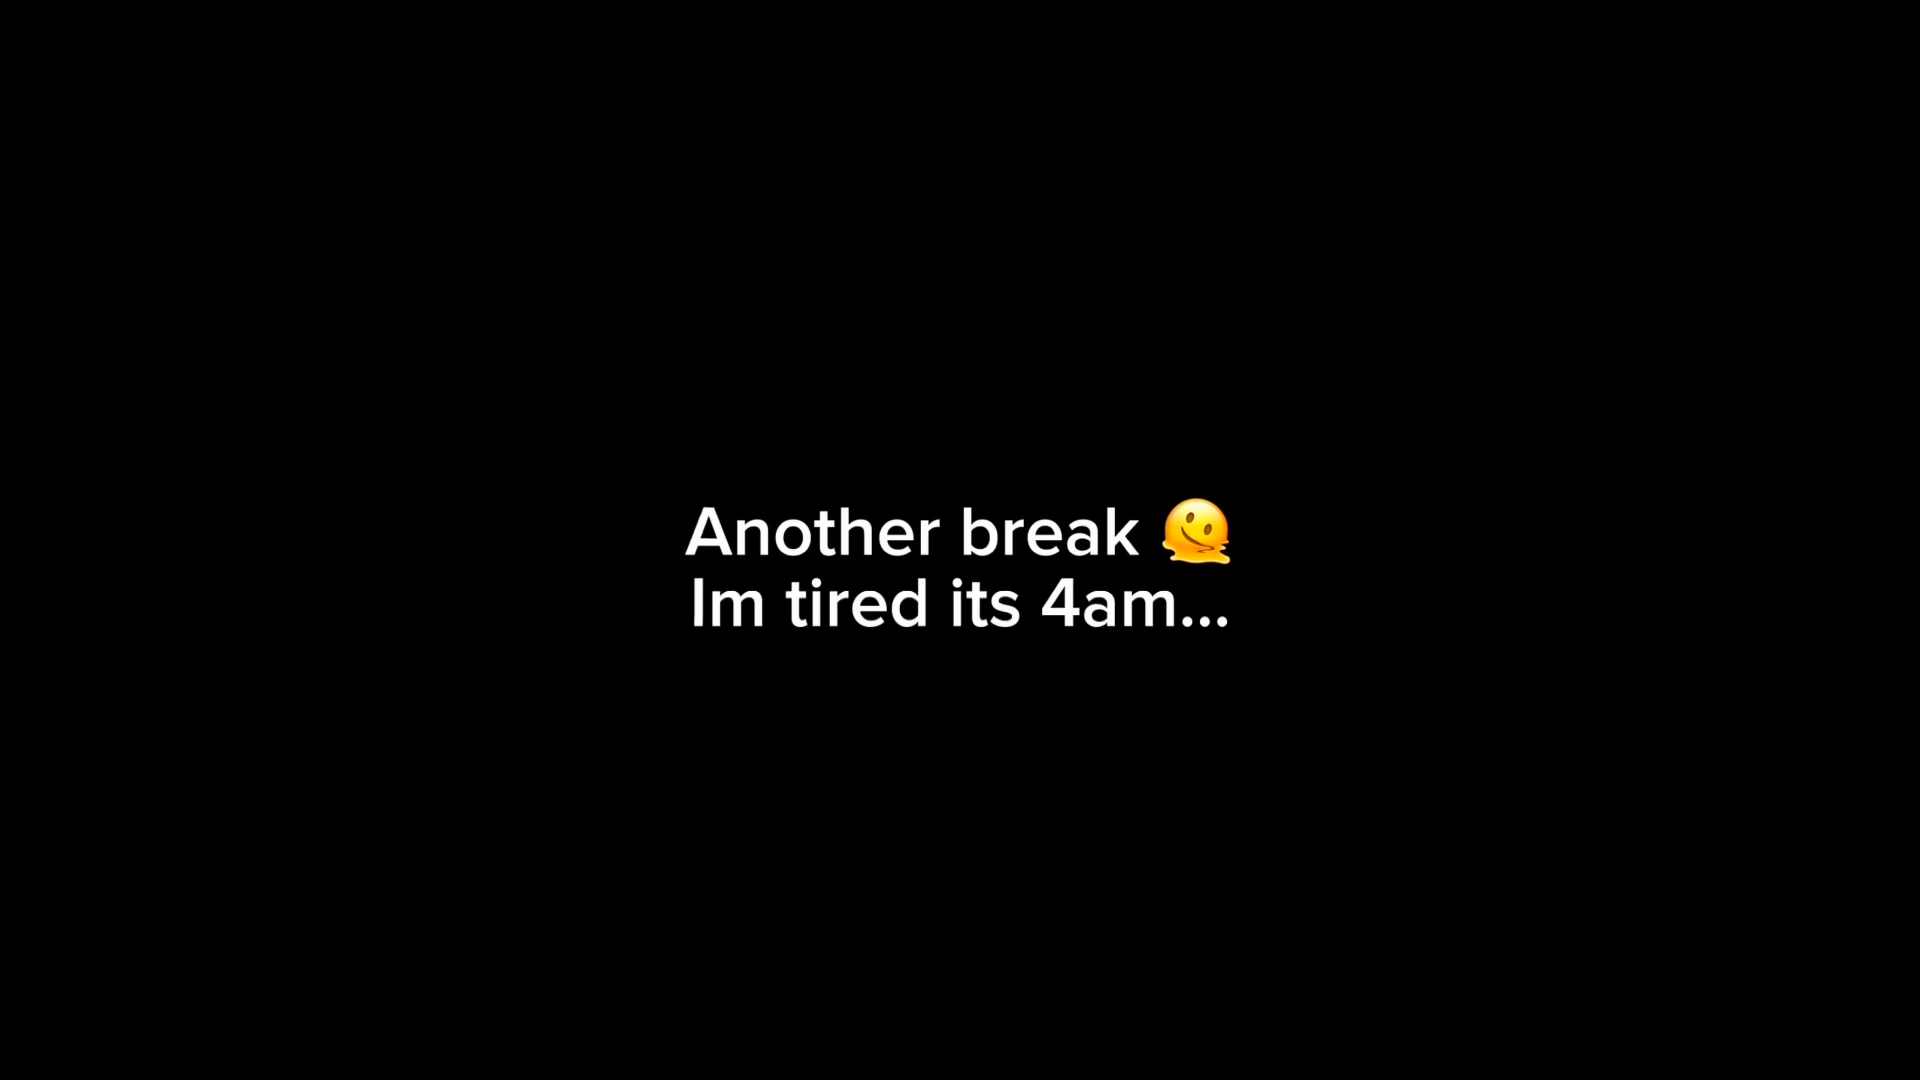 Another break 🫠
Im tired its 4am...